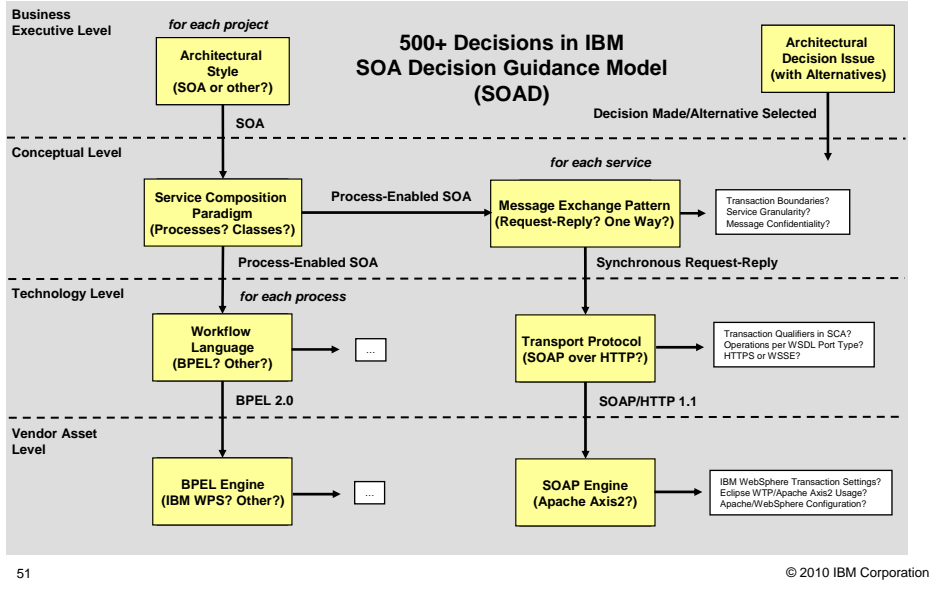 Business
Executive Level
for each project
500+ Decisions in IBM
SOA Decision Guidance Model
(SOAD)
Architectural
Style
(SOA or other?)
Architectural
Decision Issue
(with Alternatives)
Decision Made/Alternative Selected
SOA
Conceptual Level
for each service
Service Composition
Paradigm
(Processes? Classes?)
Process-Enabled SOA
Message Exchange Pattern
(Request-Reply? One Way?)
Transaction Boundaries?
Service Granularity?
Message Confidentiality?
Process-Enabled SOA
Synchronous Request-Reply
Technology Level
for each process
Workflow
Language
(BPEL? Other?)
...
Transport Protocol
(SOAP over HTTP?)
Transaction Qualifiers in SCA?
Operations per WSDL Port Type?
HTTPS or WSSE?
BPEL 2.0
SOAP/HTTP 1.1
Vendor Asset
Level
BPEL Engine
(IBM WPS? Other?)
...
SOAP Engine
(Apache Axis2?)
IBM WebSphere Transaction Settings?
Eclipse WTP/Apache Axis2 Usage?
Apache/WebSphere Configuration?
51
© 2010 IBM Corporation